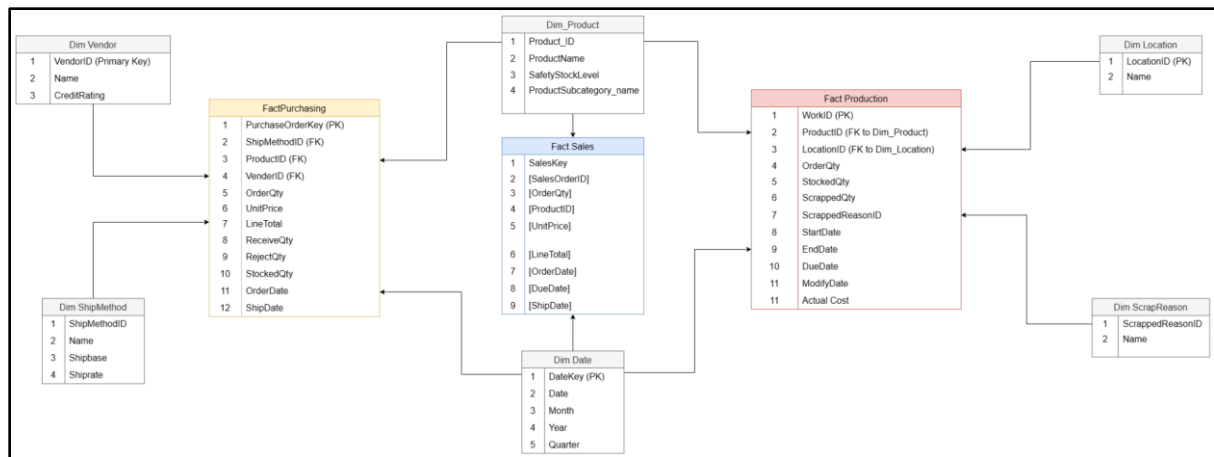 Dim Vendor
1 VendorID (Primary Key)
2 Name
3 CreditRating
Dim_Product
1 Product_ID
2 ProductName
3 SafetyStockLevel
4 ProductSubcategory_name
Dim Location
1 LocationID (PK)
2 Name
FactPurchasing
1 PurchaseOrderKey (PK)
2 ShipMethodID (FK)
3 ProductID (FK)
4 VenderID (FK)
5 OrderQty
6 UnitPrice
7 LineTotal
8 ReceiveQty
9 RejectQty
10 StockedQty
11 OrderDate
12 ShipDate
Fact Sales
1 SalesKey
2 [SalesOrderID]
3 [OrderQty]
4 [ProductID]
5 [UnitPrice]
6 [LineTotal]
7 [OrderDate]
8 [DueDate]
9 [ShipDate]
Fact Production
1 WorkID (PK)
2 ProductID (FK to Dim_Product)
3 LocationID (FK to Dim_Location)
4 OrderQty
5 StockedQty
6 ScrappedQty
7 ScrappedReasonID
8 StartDate
9 EndDate
10 DueDate
11 ModifyDate
11 Actual Cost
Dim ShipMethod
1 ShipMethodID
2 Name
3 Shipbase
4 Shiprate
Dim Date
1 DateKey (PK)
2 Date
3 Month
4 Year
5 Quarter
Dim ScrapReason
1 ScrappedReasonID
2 Name